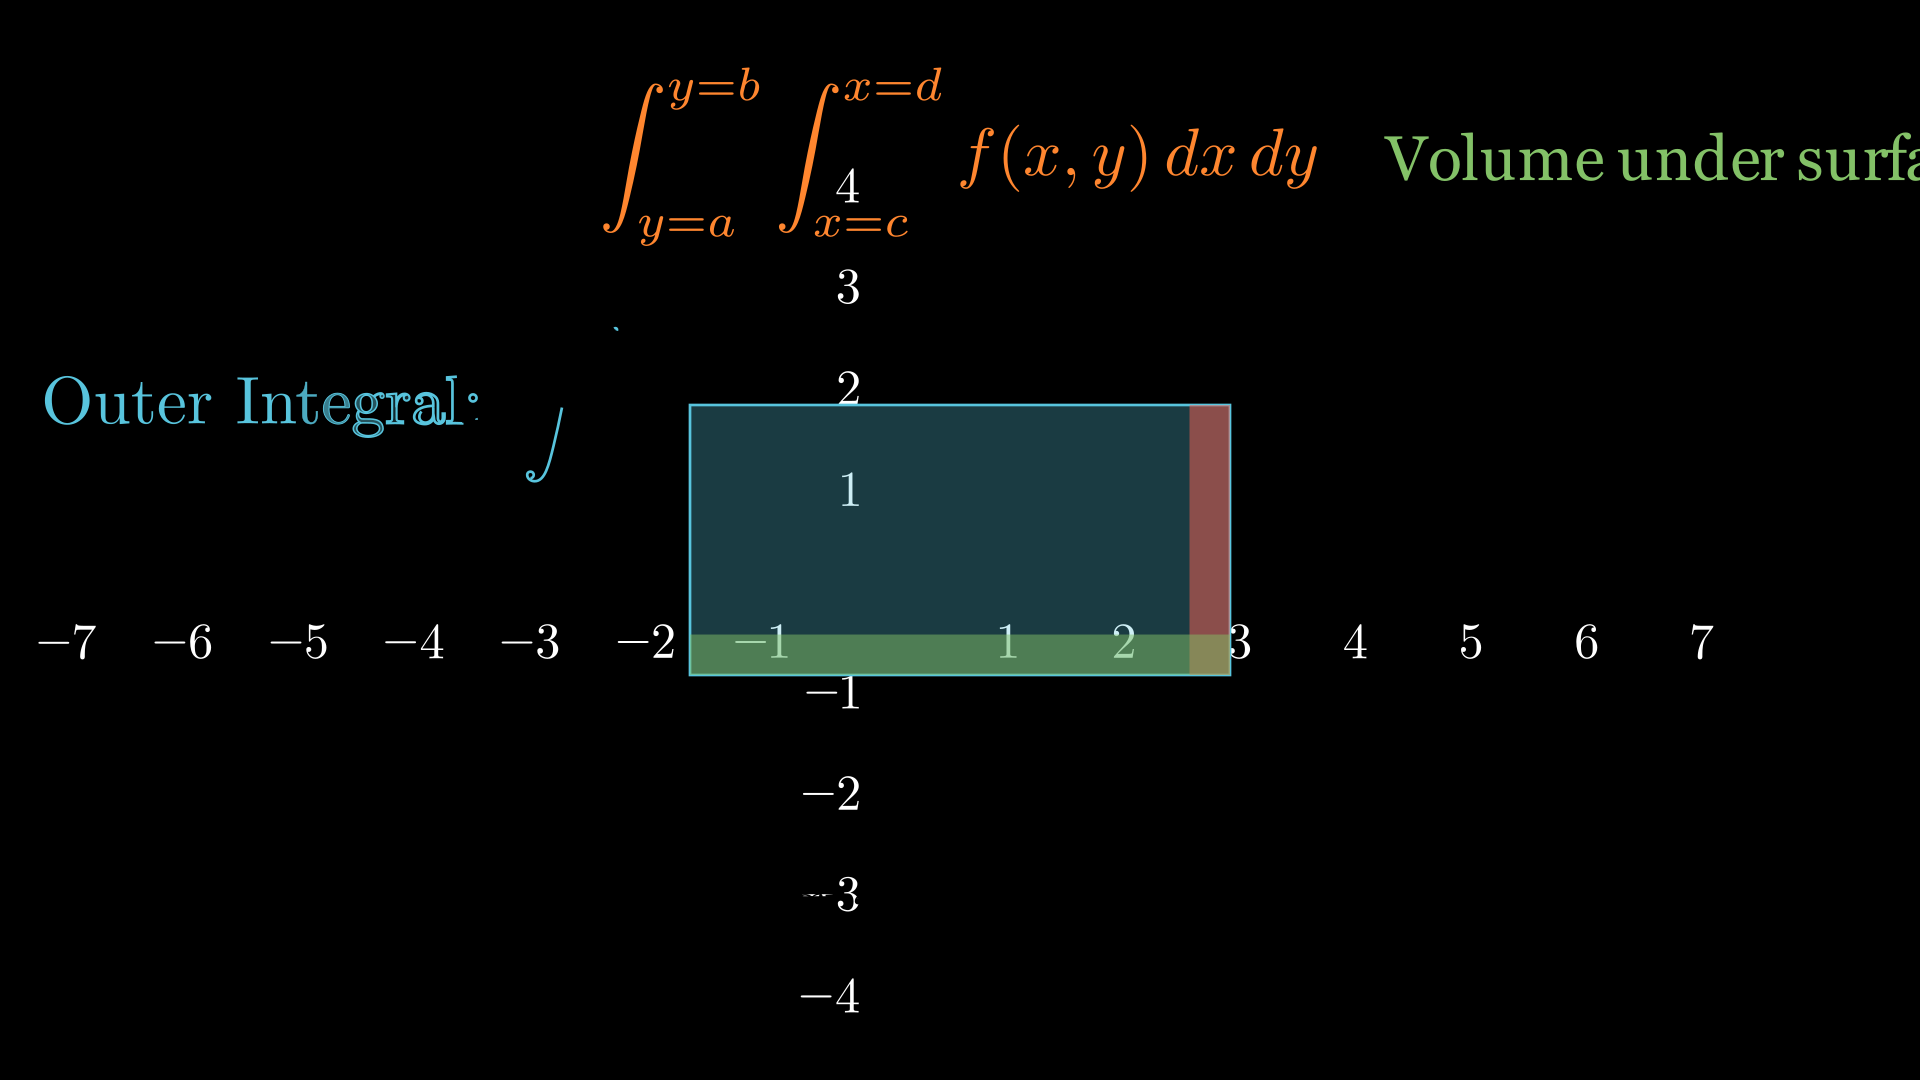 ∫_{y=a}^{y=b} ∫_{x=c}^{x=d} f(x, y) dx dy Volume under
4
3
2
Outer Integral: ∫
1
−7 −6 −5 −4 −3 −2 −1 1 2 3 4 5 6 7
−1
−2
−3
−4